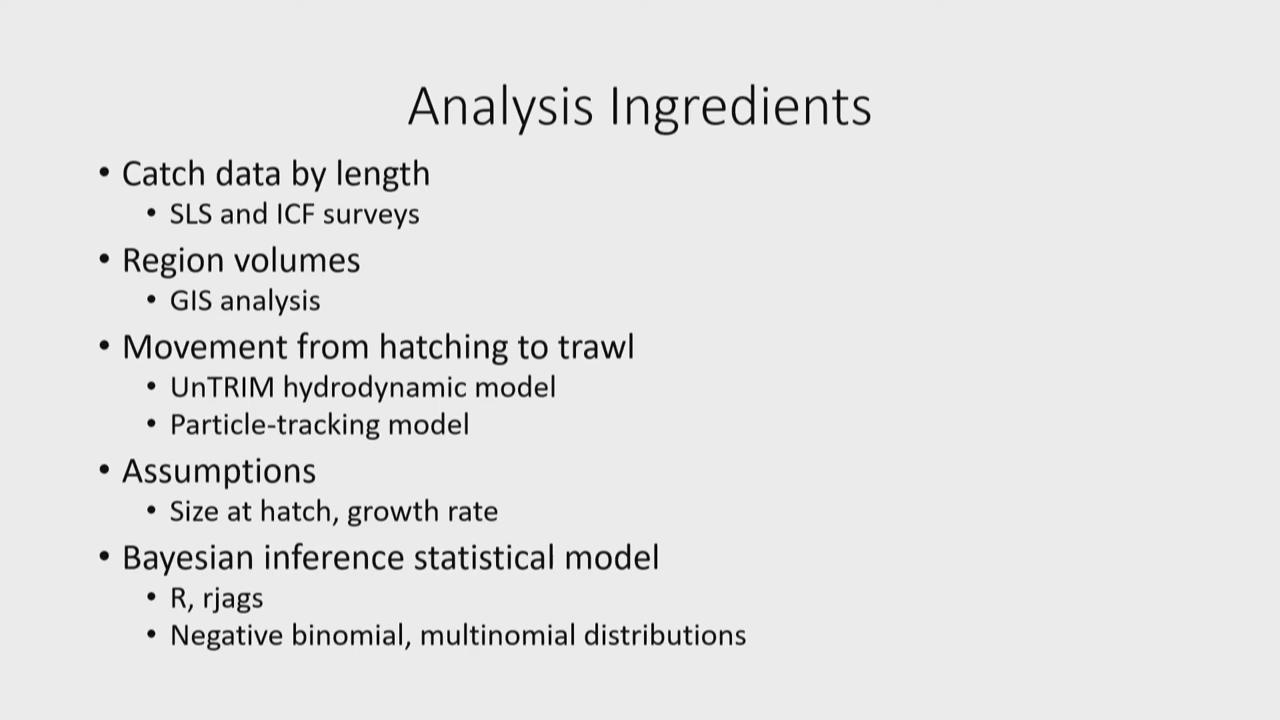 Analysis Ingredients
• Catch data by length
• SLS and ICF surveys
• Region volumes
• GIS analysis
• Movement from hatching to trawl
• UnTRIM hydrodynamic model
• Particle-tracking model
• Assumptions
• Size at hatch, growth rate
• Bayesian inference statistical model
• R, rjags
• Negative binomial, multinomial distributions